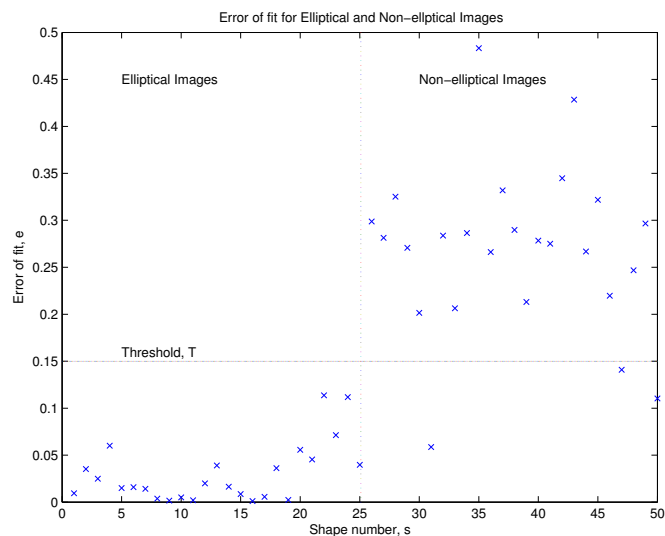 Error of fit for Elliptical and Non−ellptical Images
0.5
0.45
0.4
0.35
0.3
0.25
0.2
0.15
0.1
0.05
0
Elliptical Images
Non−elliptical Images
Threshold, T
Error of fit, e
0 5 10 15 20 25 30 35 40 45 50
Shape number, s